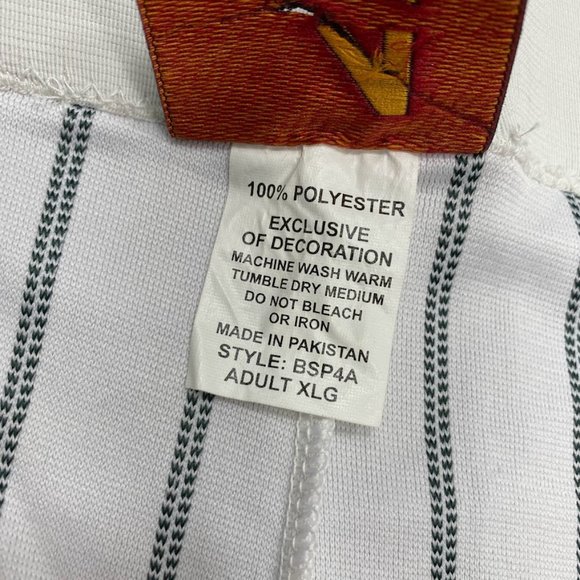 100% POLYESTER
EXCLUSIVE
OF DECORATION
MACHINE WASH WARM
TUMBLE DRY MEDIUM
DO NOT BLEACH
OR IRON
MADE IN PAKISTAN
STYLE: BSP4A
ADULT XLG